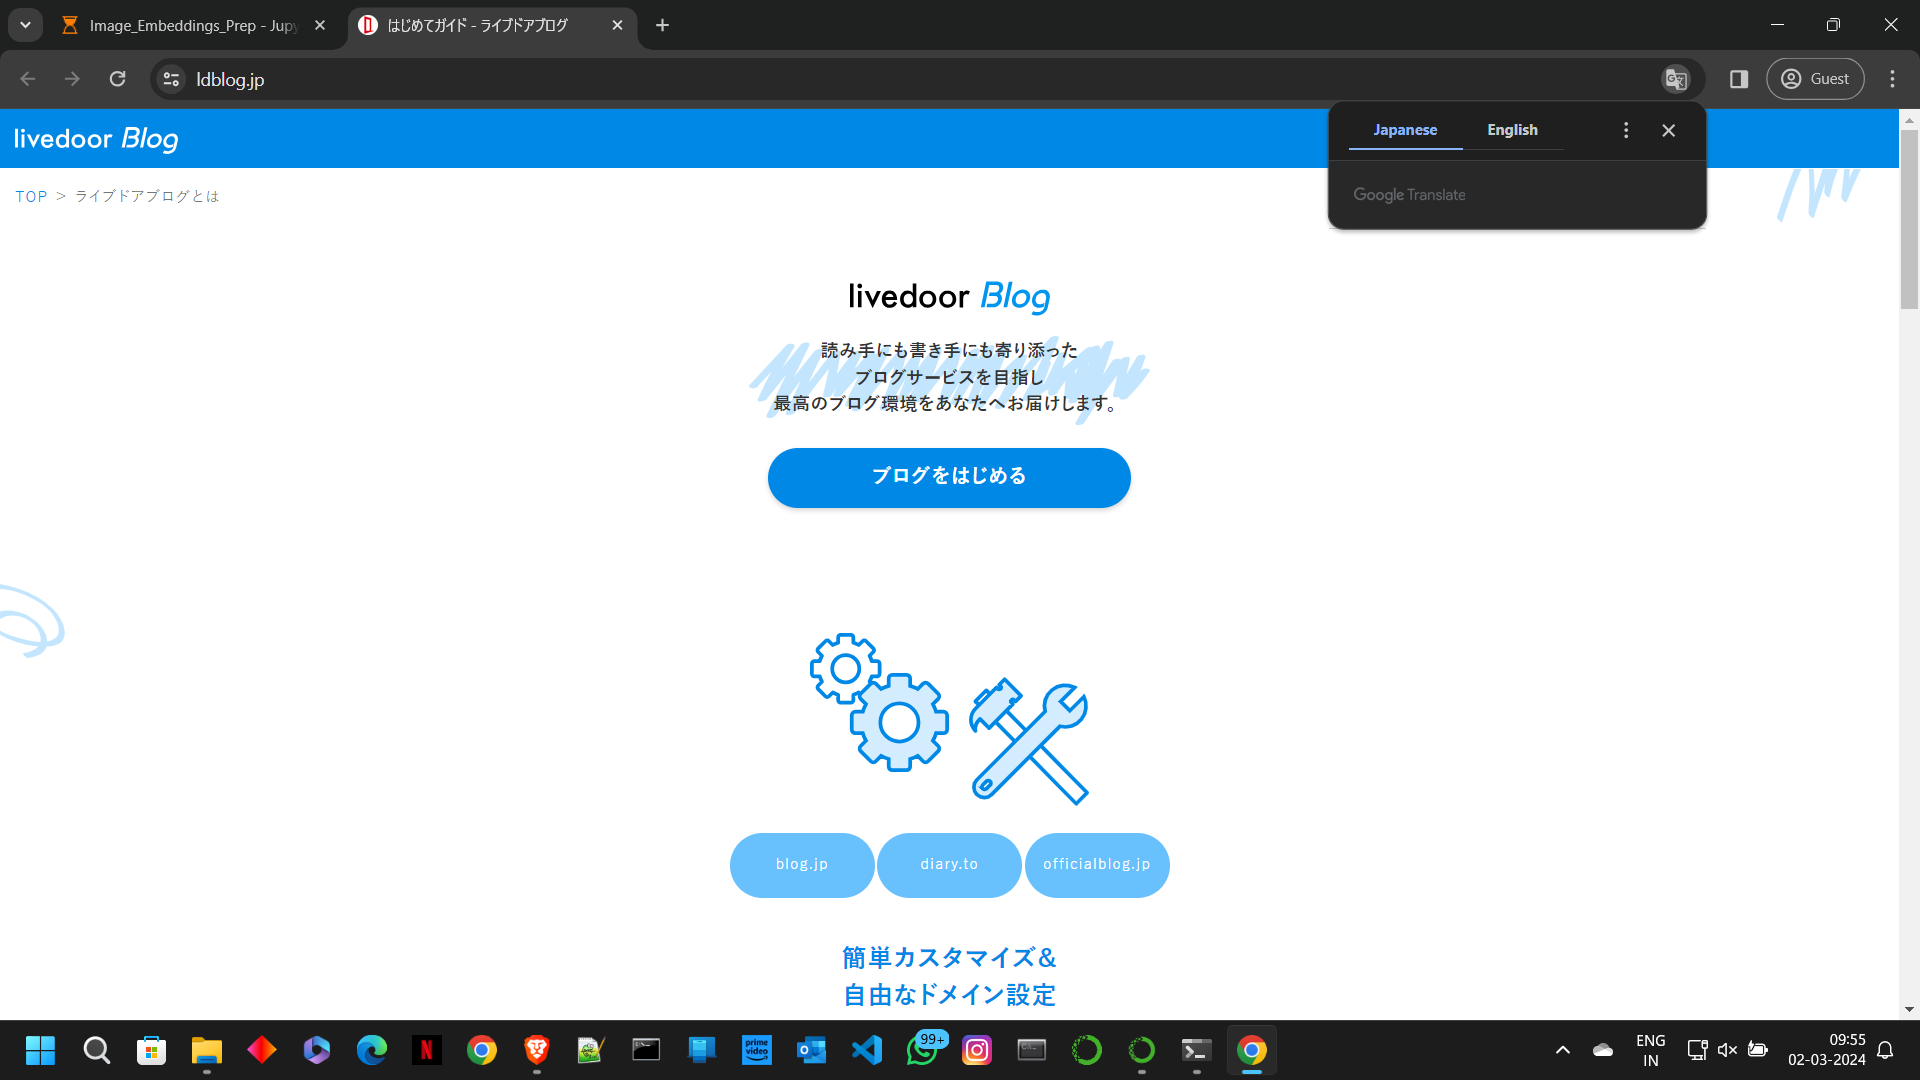 Image_Embeddings_Prep - Jupy
はじめてガイド - ライブドアブログ
ldblog.jp
Guest
Japanese
English
Google Translate
livedoor Blog
TOP > ライブドアブログとは
livedoor Blog
読み手にも書き手にも寄り添った
ブログサービスを目指し
最高のブログ環境をあなたへお届けします。
ブログをはじめる
blog.jp
diary.to
officialblog.jp
簡単カスタマイズ&
自由なドメイン設定
99+
prime video
ENG
IN
09:55
02-03-2024